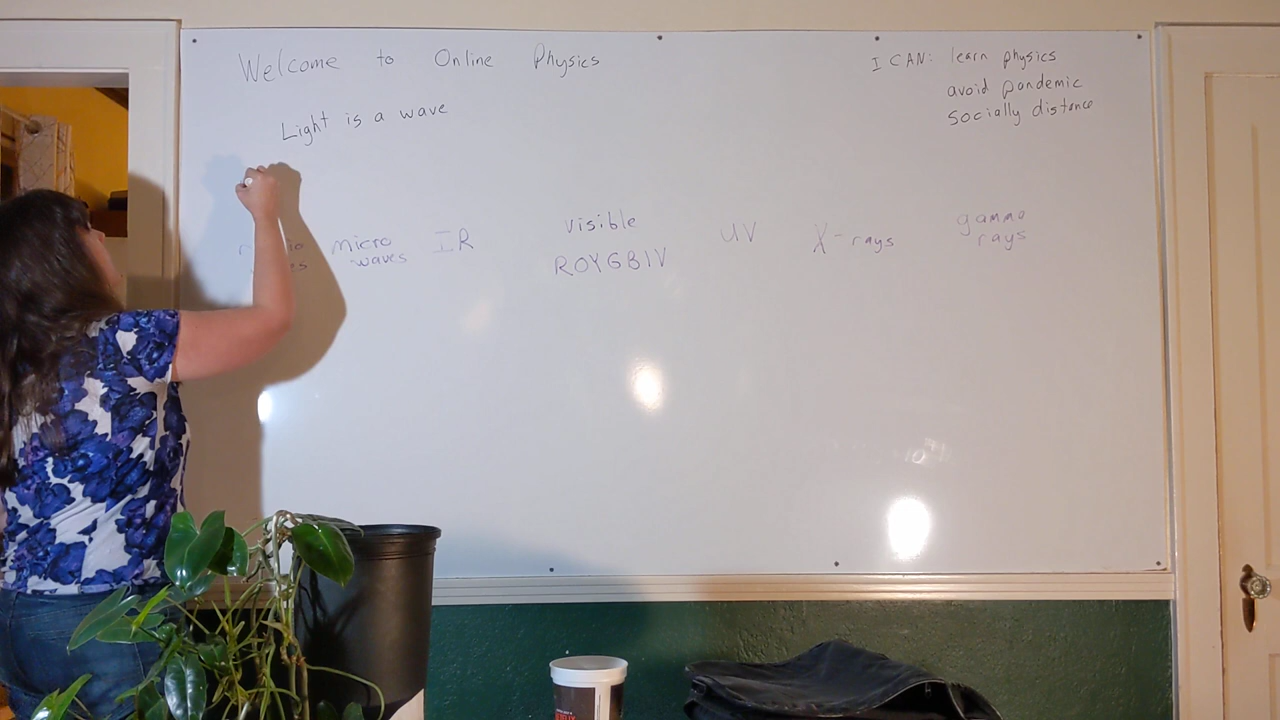 Welcome to Online Physics
I CAN: learn physics
avoid pandemic
socially distance
Light is a wave
micro
waves
IR
visible
ROYGBIV
UV
X-rays
gamma
rays